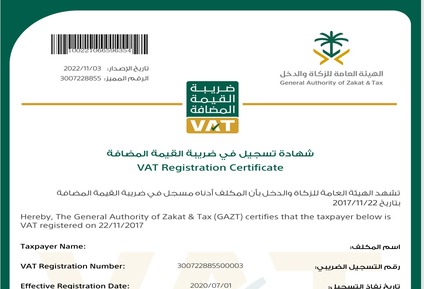 100221066596354
تاريخ الإصدار: 2022/11/03
الرقم المميز: 3007228855
الهيئة العامة للزكاة والدخل
General Authority of Zakat & Tax
ضريبة
القيمة
المضافة
VAT
شهادة تسجيل في ضريبة القيمة المضافة
VAT Registration Certificate
تشهد الهيئة العامة للزكاة والدخل بأن المكلف أدناه مسجل في ضريبة القيمة المضافة
بتاريخ 2017/11/22
Hereby, The General Authority of Zakat & Tax (GAZT) certifies that the taxpayer below is
VAT registered on 22/11/2017
Taxpayer Name: اسم المكلف:
VAT Registration Number: 300722885500003 رقم التسجيل الضريبي:
Effective Registration Date: 2020/07/01 تاريخ نفاذ التسجيل: